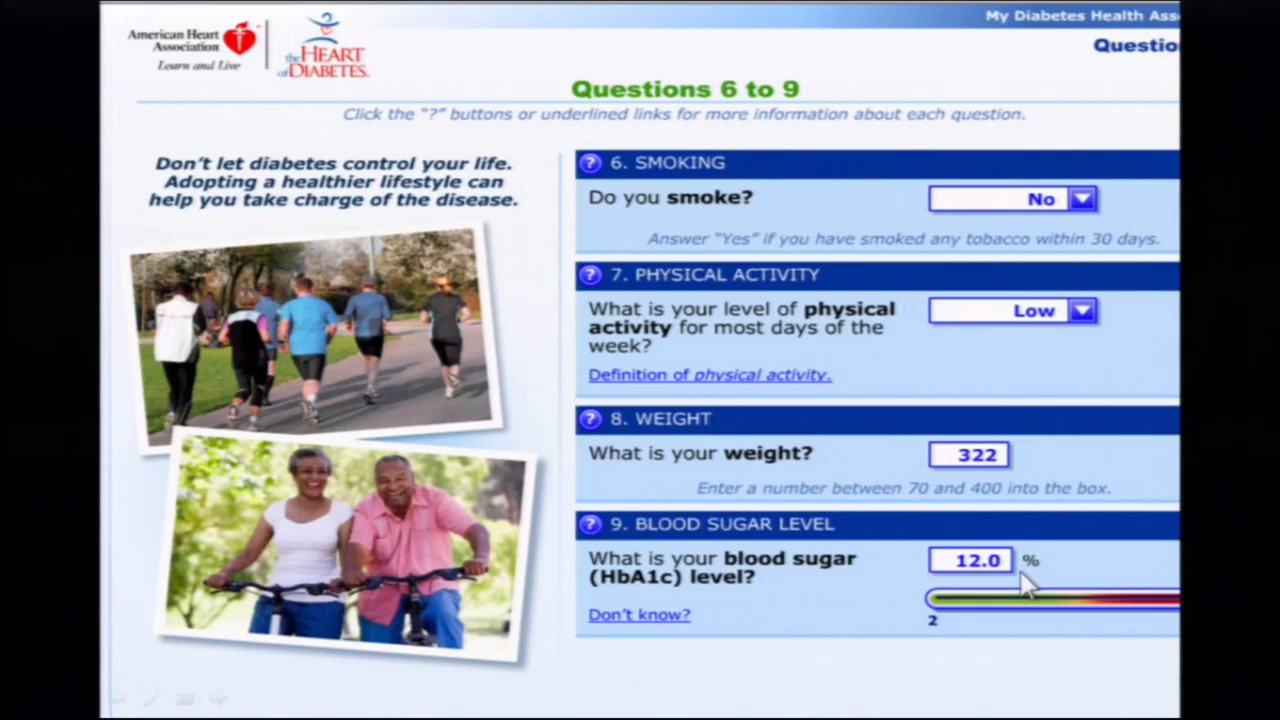 My Diabetes Health Ass
American Heart
Association
Learn and Live
the HEART
of DIABETES
Questio
Questions 6 to 9
Click the "?" buttons or underlined links for more information about each question.
Don't let diabetes control your life.
Adopting a healthier lifestyle can
help you take charge of the disease.
? 6. SMOKING
Do you smoke? No
Answer "Yes" if you have smoked any tobacco within 30 days.
? 7. PHYSICAL ACTIVITY
What is your level of physical Low
activity for most days of the
week?
Definition of physical activity.
? 8. WEIGHT
What is your weight? 322
Enter a number between 70 and 400 into the box.
? 9. BLOOD SUGAR LEVEL
What is your blood sugar 12.0 %
(HbA1c) level?
Don't know?
2